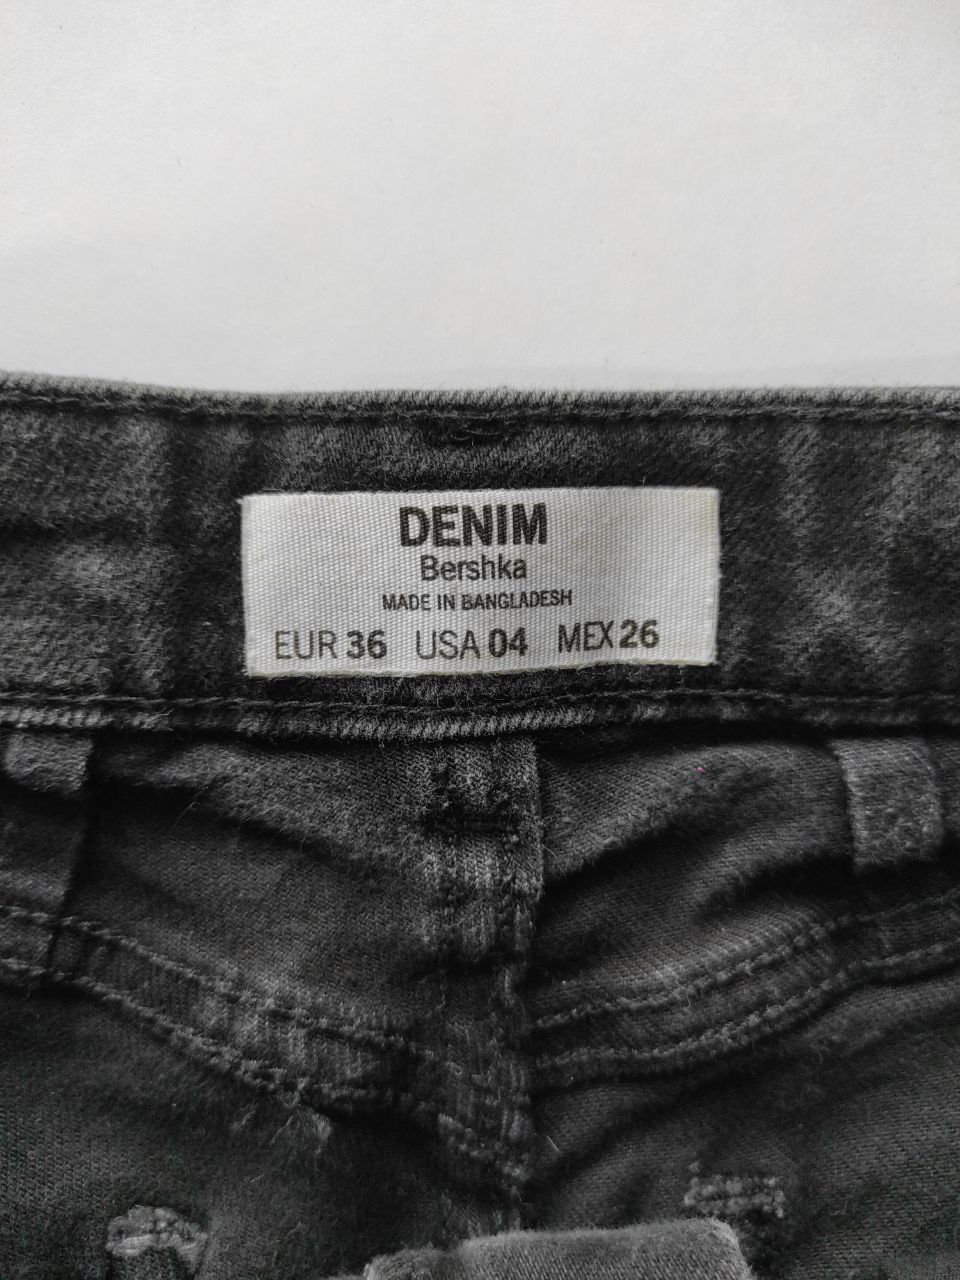 DENIM
Bershka
MADE IN BANGLADESH
EUR 36 USA 04 MEX 26